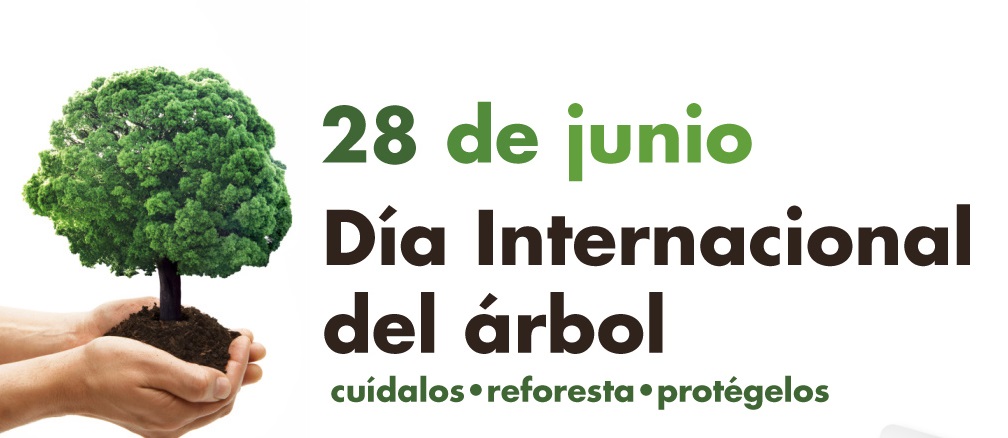 28 de junio
Día Internacional
del árbol
cuídalos•reforesta•protégelos